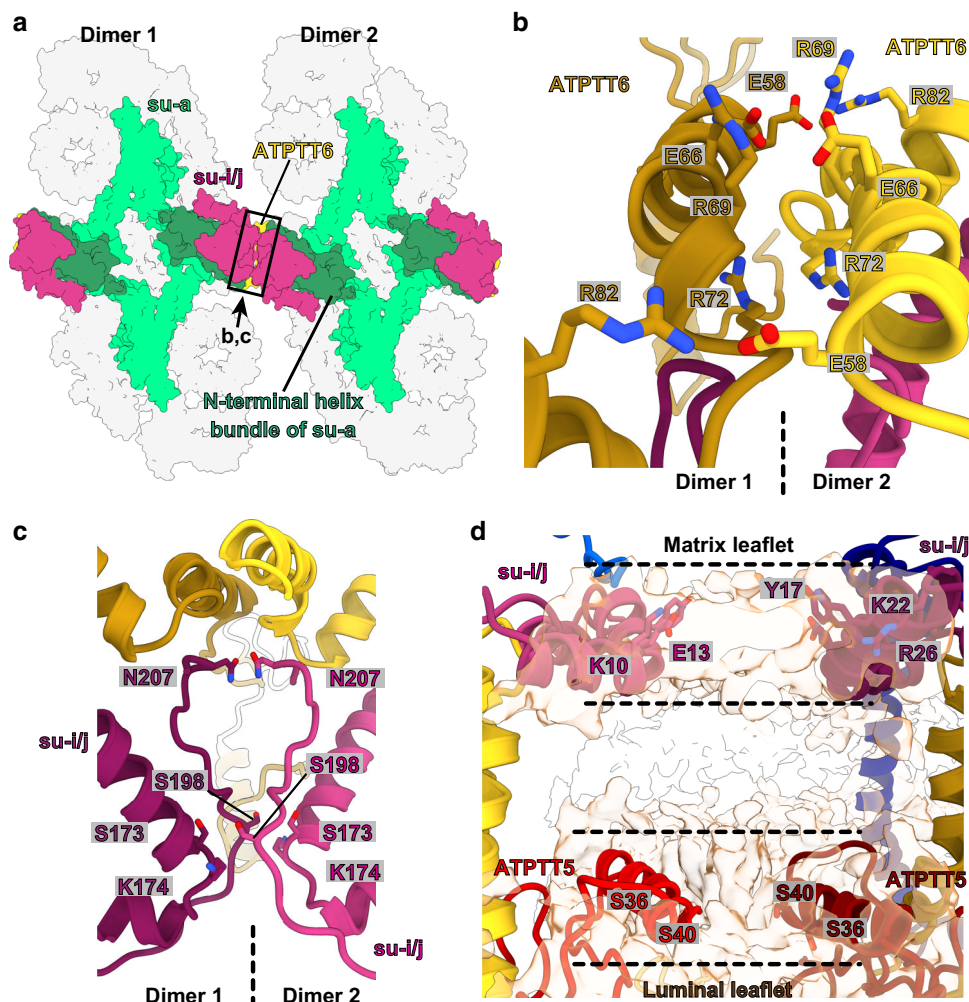 a
Dimer 1
Dimer 2
su-a
ATPTT6
su-i/j
b,c
N-terminal helix
bundle of su-a
b
R69
ATPTT6
ATPTT6
E58
R82
E66
E66
R69
R72
R82
R72
E58
Dimer 1
Dimer 2
c
N207
N207
su-i/j
S198
S198
S173
S173
K174
K174
su-i/j
Dimer 1
Dimer 2
d
su-i/j
Matrix leaflet
su-i/j
Y17
K22
K10
E13
R26
ATPTT5
ATPTT5
S36
S40
S40
S36
Luminal leaflet